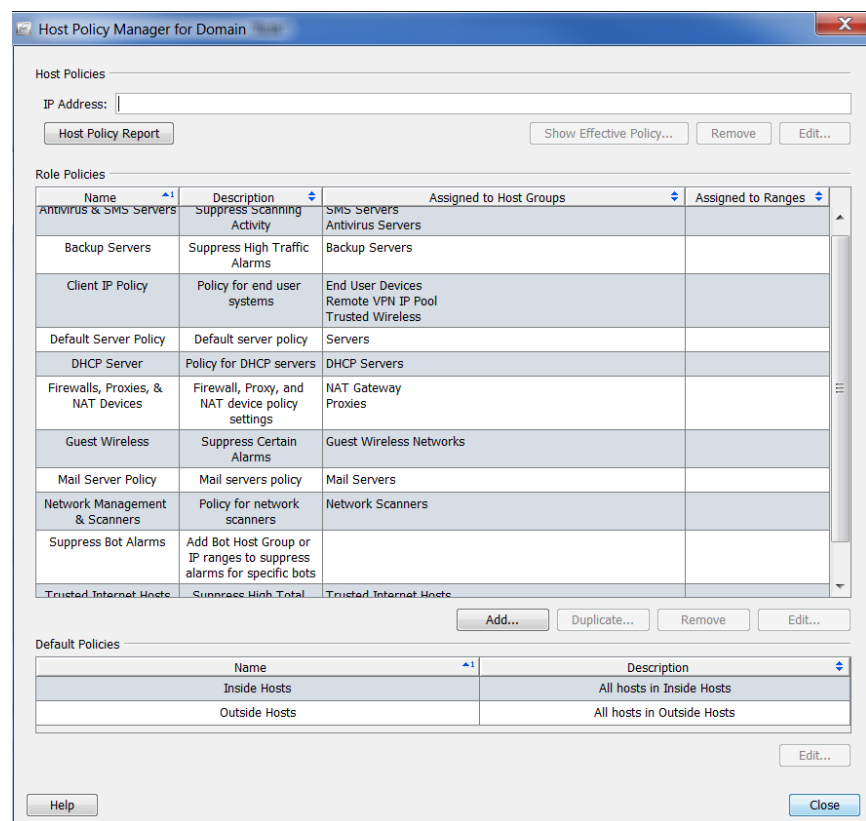 Host Policy Manager for Domain
Host Policies
IP Address:
Host Policy Report
Show Effective Policy...
Remove
Edit...
Role Policies
Name 1
Description
Assigned to Host Groups
Assigned to Ranges
Antivirus & SMS Servers
Suppress Scanning
Activity
SMS Servers
Antivirus Servers
Backup Servers
Suppress High Traffic
Alarms
Backup Servers
Client IP Policy
Policy for end user
systems
End User Devices
Remote VPN IP Pool
Trusted Wireless
Default Server Policy
Default server policy
Servers
DHCP Server
Policy for DHCP servers
DHCP Servers
Firewalls, Proxies, &
NAT Devices
Firewall, Proxy, and
NAT device policy
settings
NAT Gateway
Proxies
Guest Wireless
Suppress Certain
Alarms
Guest Wireless Networks
Mail Server Policy
Mail servers policy
Mail Servers
Network Management
& Scanners
Policy for network
scanners
Network Scanners
Suppress Bot Alarms
Add Bot Host Group or
IP ranges to suppress
alarms for specific bots
Trusted Internet Hosts
Suppress High Total
Trusted Internet Hosts
Add...
Duplicate...
Remove
Edit...
Default Policies
Name 1
Description
Inside Hosts
All hosts in Inside Hosts
Outside Hosts
All hosts in Outside Hosts
Edit...
Help
Close